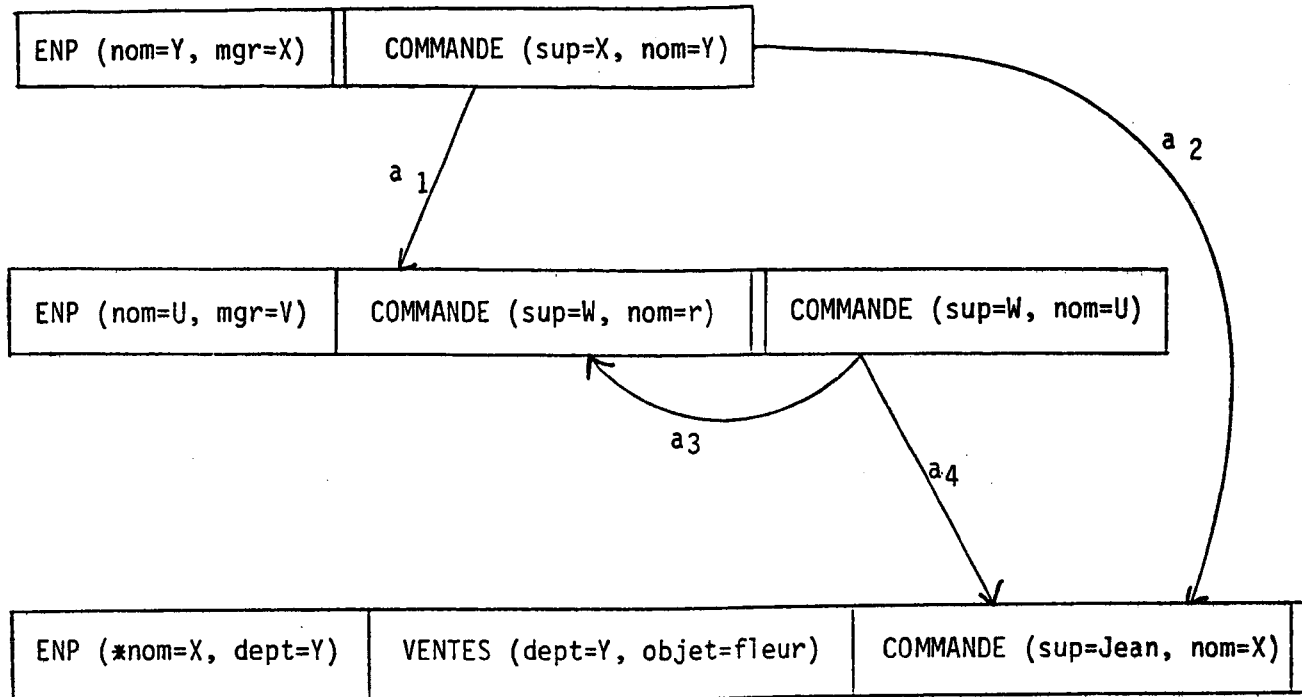 ENP (nom=Y, mgr=X) COMMANDE (sup=X, nom=Y)
a 2
a 1
ENP (nom=U, mgr=V) COMMANDE (sup=W, nom=r) COMMANDE (sup=W, nom=U)
a3
a4
ENP (*nom=X, dept=Y) VENTES (dept=Y, objet=fleur) COMMANDE (sup=Jean, nom=X)